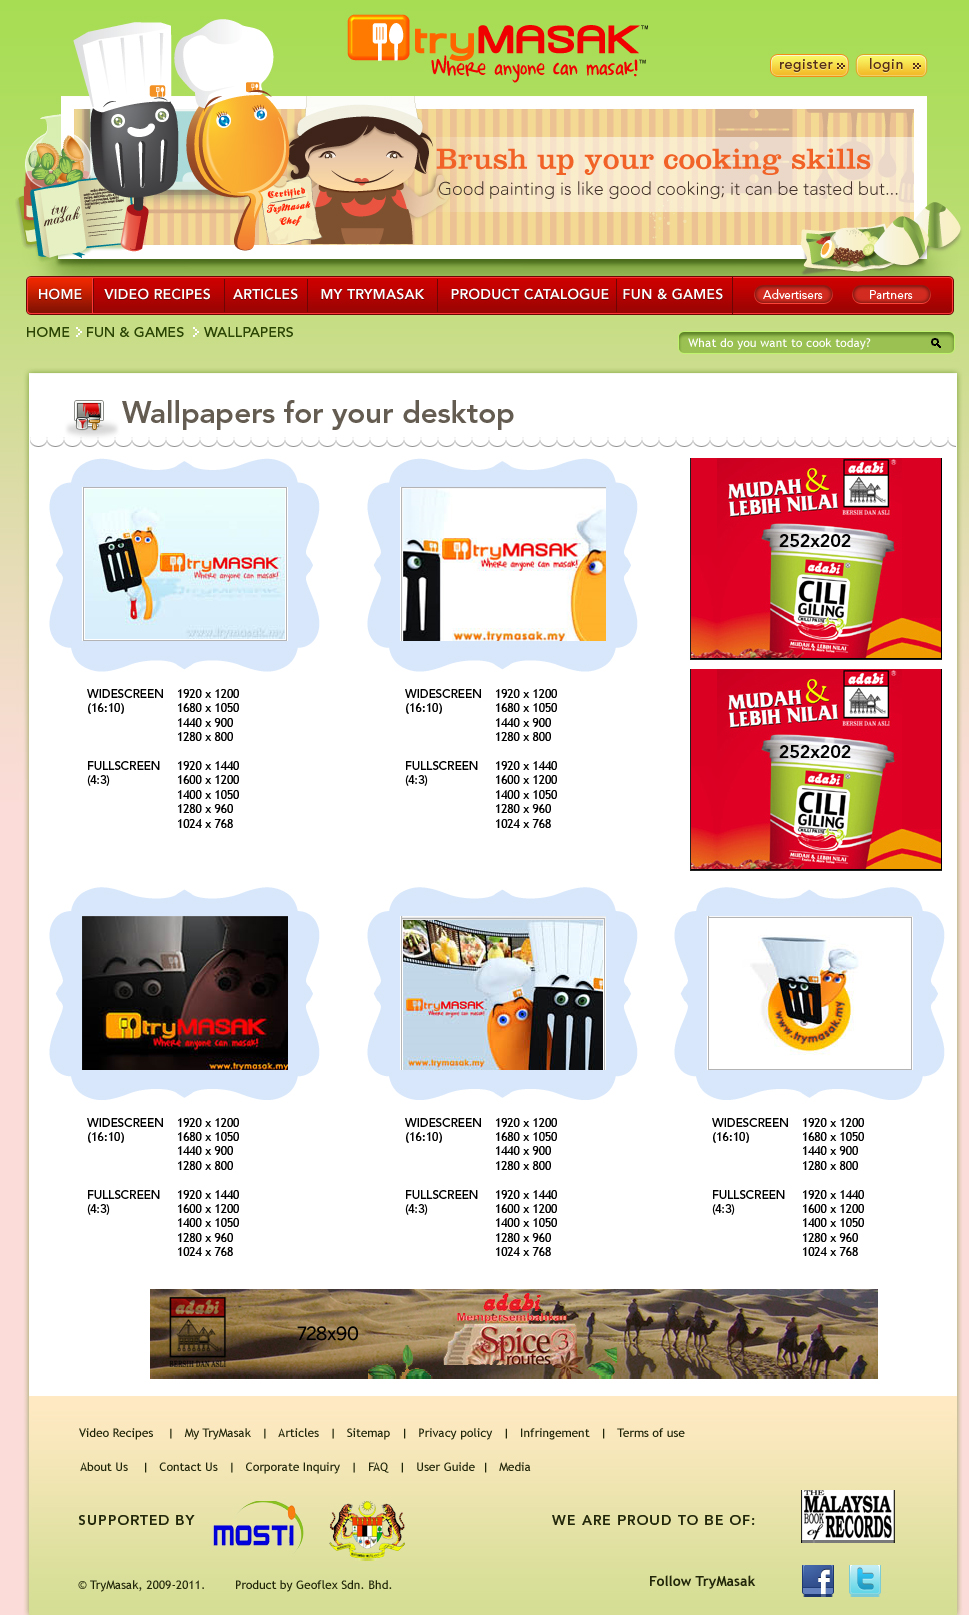 tryMASAK™
Where anyone can masak!™
register
login
try masak
Certified
TryMasak
Chef
Brush up your cooking skills
Good painting is like good cooking; it can be tasted but...
HOME
VIDEO RECIPES
ARTICLES
MY TRYMASAK
PRODUCT CATALOGUE
FUN & GAMES
Advertisers
Partners
HOME
FUN & GAMES
WALLPAPERS
What do you want to cook today?
Wallpapers for your desktop
tryMASAK
Where anyone can masak!
www.trymasak.my
tryMASAK
Where anyone can masak!
www.trymasak.my
MUDAH &
LEBIH NILAI
adabi
BERSIH DAN ASLI
252x202
adabi
CILI
GILING
CHILLI PASTE
MUDAH & LEBIH NILAI
WIDESCREEN 1920 x 1200
(16:10) 1680 x 1050
1440 x 900
1280 x 800
FULLSCREEN 1920 x 1440
(4:3) 1600 x 1200
1400 x 1050
1280 x 960
1024 x 768
WIDESCREEN 1920 x 1200
(16:10) 1680 x 1050
1440 x 900
1280 x 800
FULLSCREEN 1920 x 1440
(4:3) 1600 x 1200
1400 x 1050
1280 x 960
1024 x 768
MUDAH &
LEBIH NILAI
adabi
BERSIH DAN ASLI
252x202
adabi
CILI
GILING
CHILLI PASTE
MUDAH & LEBIH NILAI
tryMASAK
Where anyone can masak!
www.trymasak.my
tryMASAK
Where anyone can masak!
www.trymasak.my
www.trymasak.my
WIDESCREEN 1920 x 1200
(16:10) 1680 x 1050
1440 x 900
1280 x 800
FULLSCREEN 1920 x 1440
(4:3) 1600 x 1200
1400 x 1050
1280 x 960
1024 x 768
WIDESCREEN 1920 x 1200
(16:10) 1680 x 1050
1440 x 900
1280 x 800
FULLSCREEN 1920 x 1440
(4:3) 1600 x 1200
1400 x 1050
1280 x 960
1024 x 768
WIDESCREEN 1920 x 1200
(16:10) 1680 x 1050
1440 x 900
1280 x 800
FULLSCREEN 1920 x 1440
(4:3) 1600 x 1200
1400 x 1050
1280 x 960
1024 x 768
adabi
BERSIH DAN ASLI
728x90
adabi
Mempersembahkan
Spice 3
routes
Video Recipes | My TryMasak | Articles | Sitemap | Privacy policy | Infringement | Terms of use
About Us | Contact Us | Corporate Inquiry | FAQ | User Guide | Media
SUPPORTED BY
MOSTI
WE ARE PROUD TO BE OF:
THE
MALAYSIA
BOOK of RECORDS
© TryMasak, 2009-2011. Product by Geoflex Sdn. Bhd.
Follow TryMasak
f
t